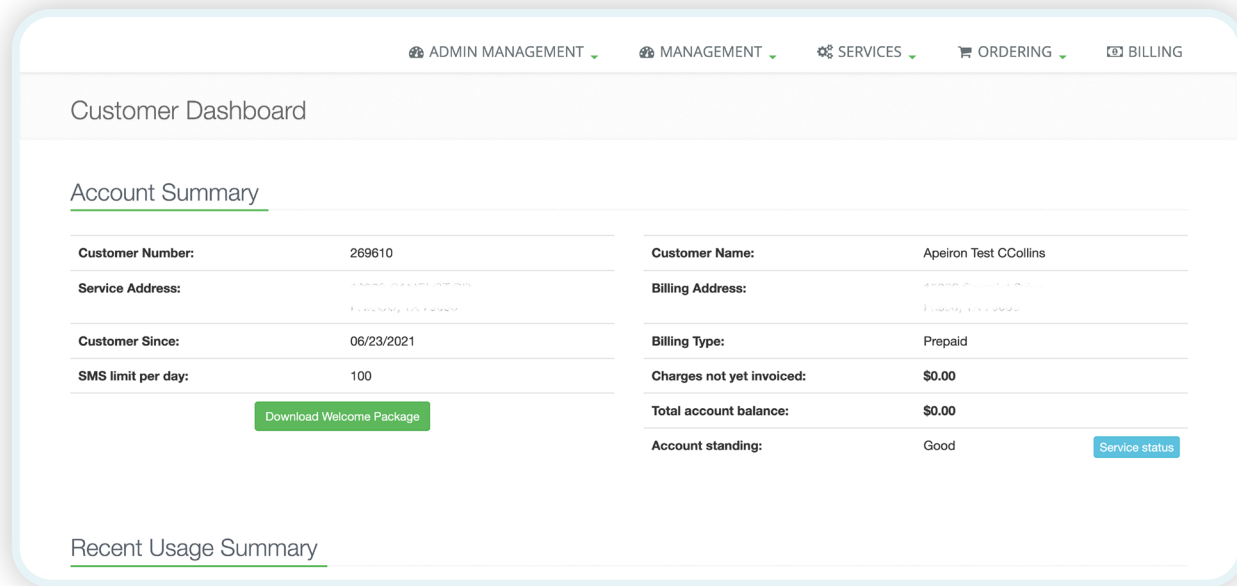 ADMIN MANAGEMENT MANAGEMENT SERVICES ORDERING BILLING
Customer Dashboard
Account Summary
Customer Number: 269610
Service Address:
Customer Since: 06/23/2021
SMS limit per day: 100
Download Welcome Package
Customer Name: Apeiron Test CCollins
Billing Address:
Billing Type: Prepaid
Charges not yet invoiced: $0.00
Total account balance: $0.00
Account standing: Good Service status
Recent Usage Summary